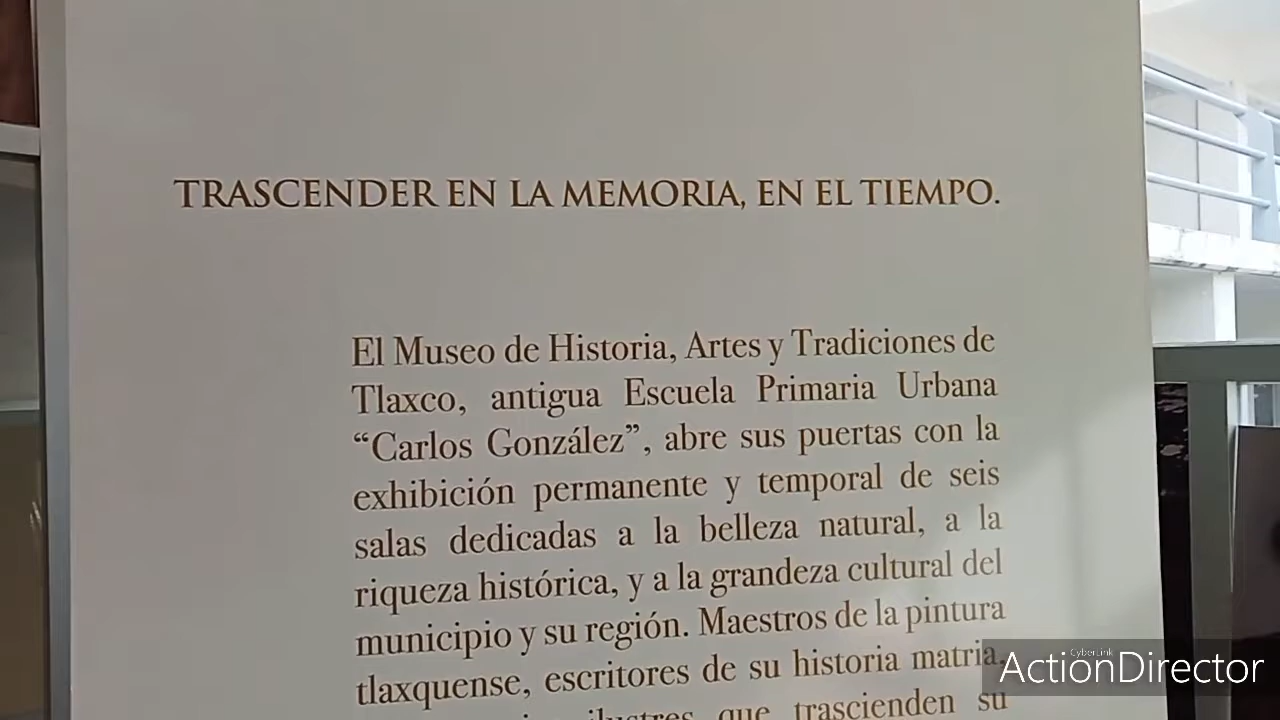 TRASCENDER EN LA MEMORIA, EN EL TIEMPO.
El Museo de Historia, Artes y Tradiciones de
Tlaxco, antigua Escuela Primaria Urbana
“Carlos González”, abre sus puertas con la
exhibición permanente y temporal de seis
salas dedicadas a la belleza natural, a la
riqueza histórica, y a la grandeza cultural del
municipio y su región. Maestros de la pintura
tlaxquense, escritores de su historia matria,
ilustres que trascienden su
CyberLink
ActionDirector